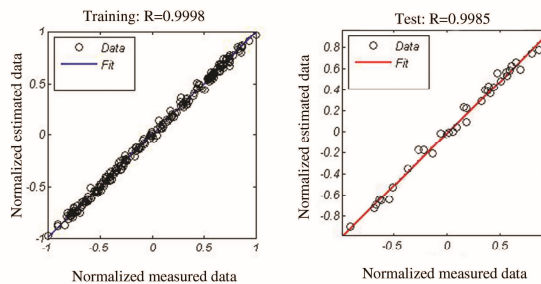 Training: R=0.9998
1
Data
Fit
0.5
0
-0.5
-1
-1
-0.5
0
0.5
1
Normalized estimated data
Normalized measured data
Test: R=0.9985
Data
Fit
0.8
0.6
0.4
0.2
0
-0.2
-0.4
-0.6
-0.8
-0.5
0
0.5
Normalized estimated data
Normalized measured data